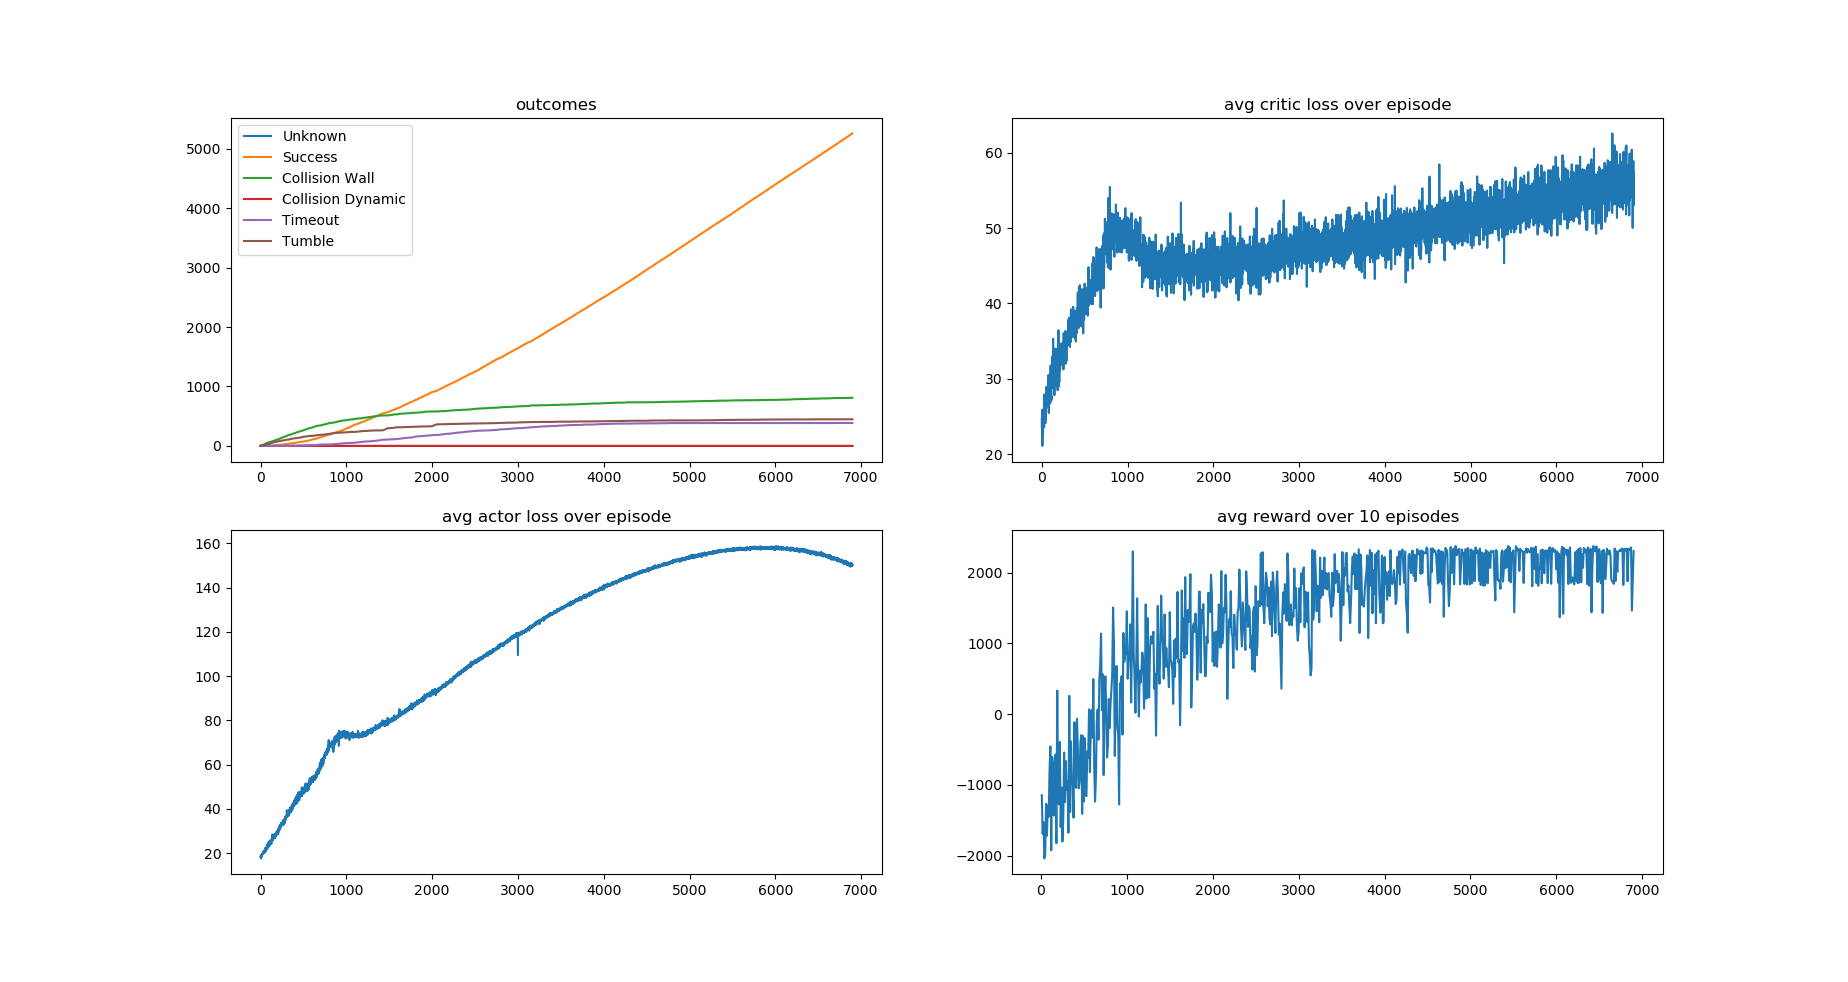 outcomes
5000
4000
3000
2000
1000
0
Unknown
Success
Collision Wall
Collision Dynamic
Timeout
Tumble
0 1000 2000 3000 4000 5000 6000 7000
avg critic loss over episode
60
50
40
30
20
0 1000 2000 3000 4000 5000 6000 7000
avg actor loss over episode
160
140
120
100
80
60
40
20
0 1000 2000 3000 4000 5000 6000 7000
avg reward over 10 episodes
2000
1000
0
−1000
−2000
0 1000 2000 3000 4000 5000 6000 7000